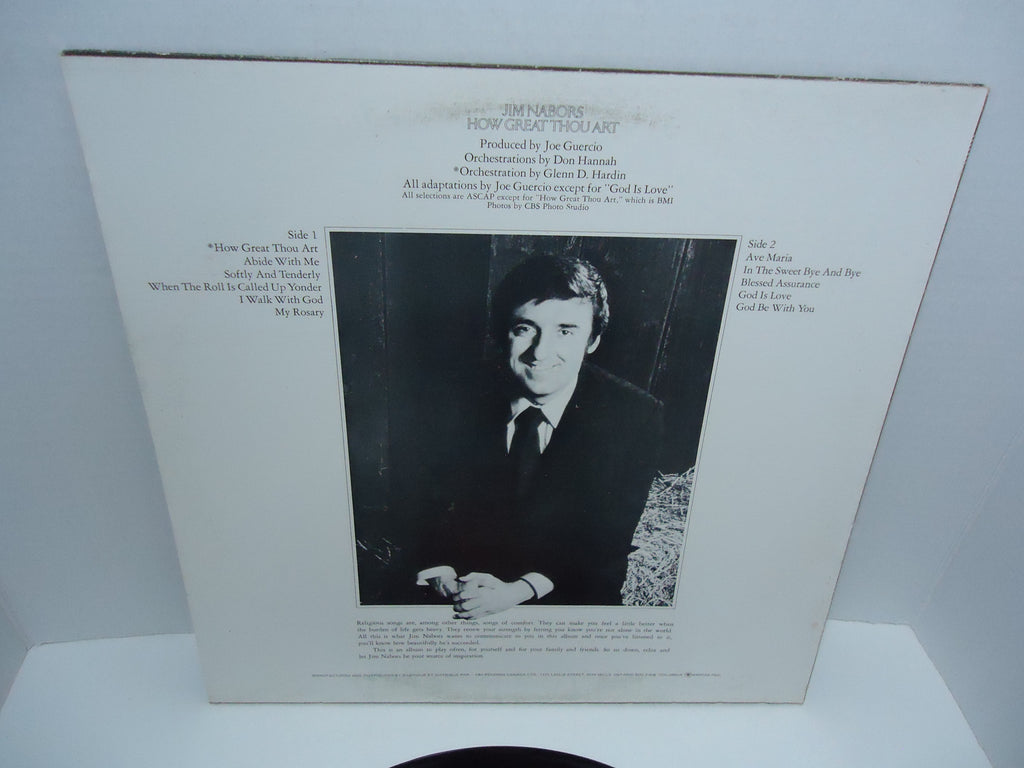 JIM NABORS
HOW GREAT THOU ART
Produced by Joe Guercio
Orchestrations by Don Hannah
*Orchestration by Glenn D. Hardin
All adaptations by Joe Guercio except for "God Is Love"
All selections are ASCAP except for "How Great Thou Art," which is BMI
Photos by CBS Photo Studio
Side 1
*How Great Thou Art
Abide With Me
Softly And Tenderly
When The Roll Is Called Up Yonder
I Walk With God
My Rosary
Side 2
Ave Maria
In The Sweet Bye And Bye
Blessed Assurance
God Is Love
God Be With You
Religious songs are, among other things, songs of comfort. They can make you feel a little better when
the burden of life gets heavy. They renew your strength by letting you know you're not alone in the world.
All this is what Jim Nabors wants to communicate to you in this album and once you've listened to it,
you'll know how beautifully he's succeeded.
This is an album to play often, for yourself and for your family and friends. So sit down, relax and
let Jim Nabors be your source of inspiration.